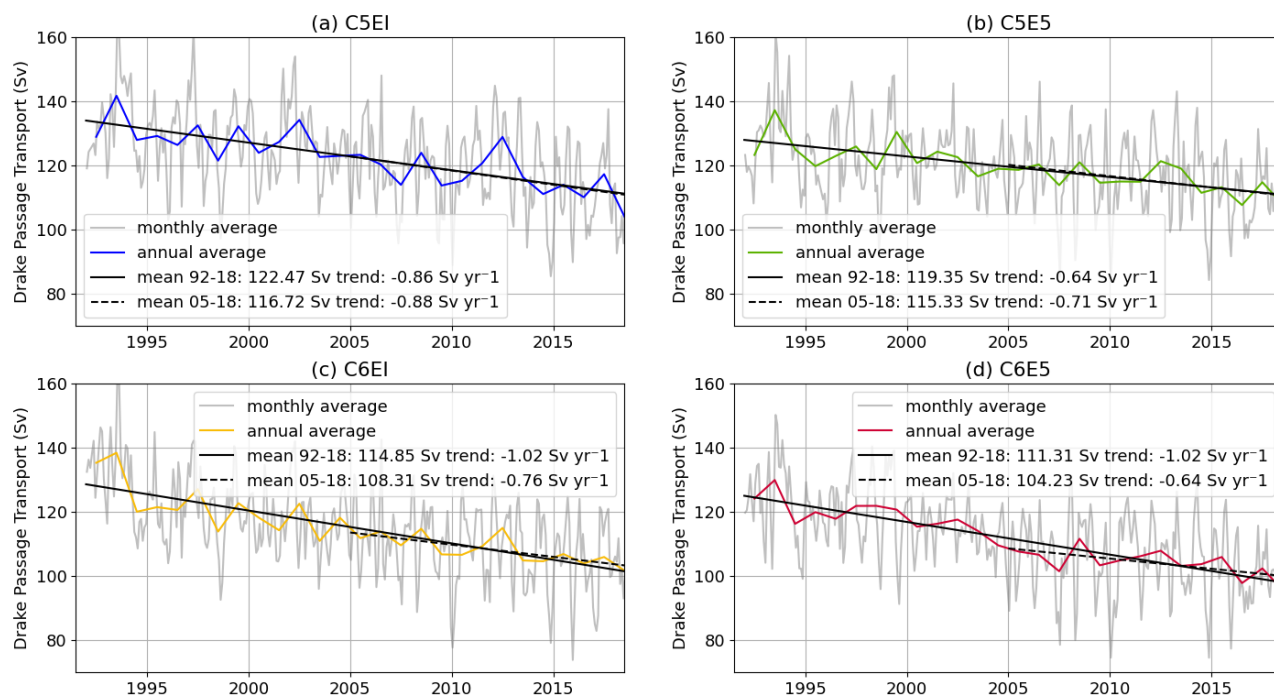 (a) C5EI
Drake Passage Transport (Sv)
160
140
120
100
80
monthly average
annual average
mean 92-18: 122.47 Sv trend: -0.86 Sv yr⁻¹
mean 05-18: 116.72 Sv trend: -0.88 Sv yr⁻¹
1995
2000
2005
2010
2015
(b) C5E5
Drake Passage Transport (Sv)
160
140
120
100
80
monthly average
annual average
mean 92-18: 119.35 Sv trend: -0.64 Sv yr⁻¹
mean 05-18: 115.33 Sv trend: -0.71 Sv yr⁻¹
1995
2000
2005
2010
2015
(c) C6EI
Drake Passage Transport (Sv)
160
140
120
100
80
monthly average
annual average
mean 92-18: 114.85 Sv trend: -1.02 Sv yr⁻¹
mean 05-18: 108.31 Sv trend: -0.76 Sv yr⁻¹
1995
2000
2005
2010
2015
(d) C6E5
Drake Passage Transport (Sv)
160
140
120
100
80
monthly average
annual average
mean 92-18: 111.31 Sv trend: -1.02 Sv yr⁻¹
mean 05-18: 104.23 Sv trend: -0.64 Sv yr⁻¹
1995
2000
2005
2010
2015